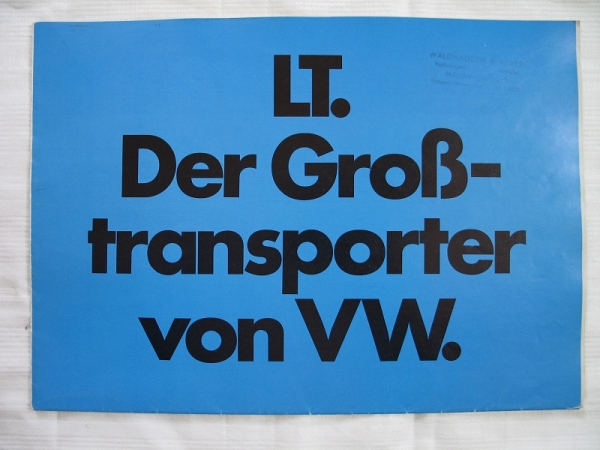 LT.
Der Groß-
transporter
von VW.